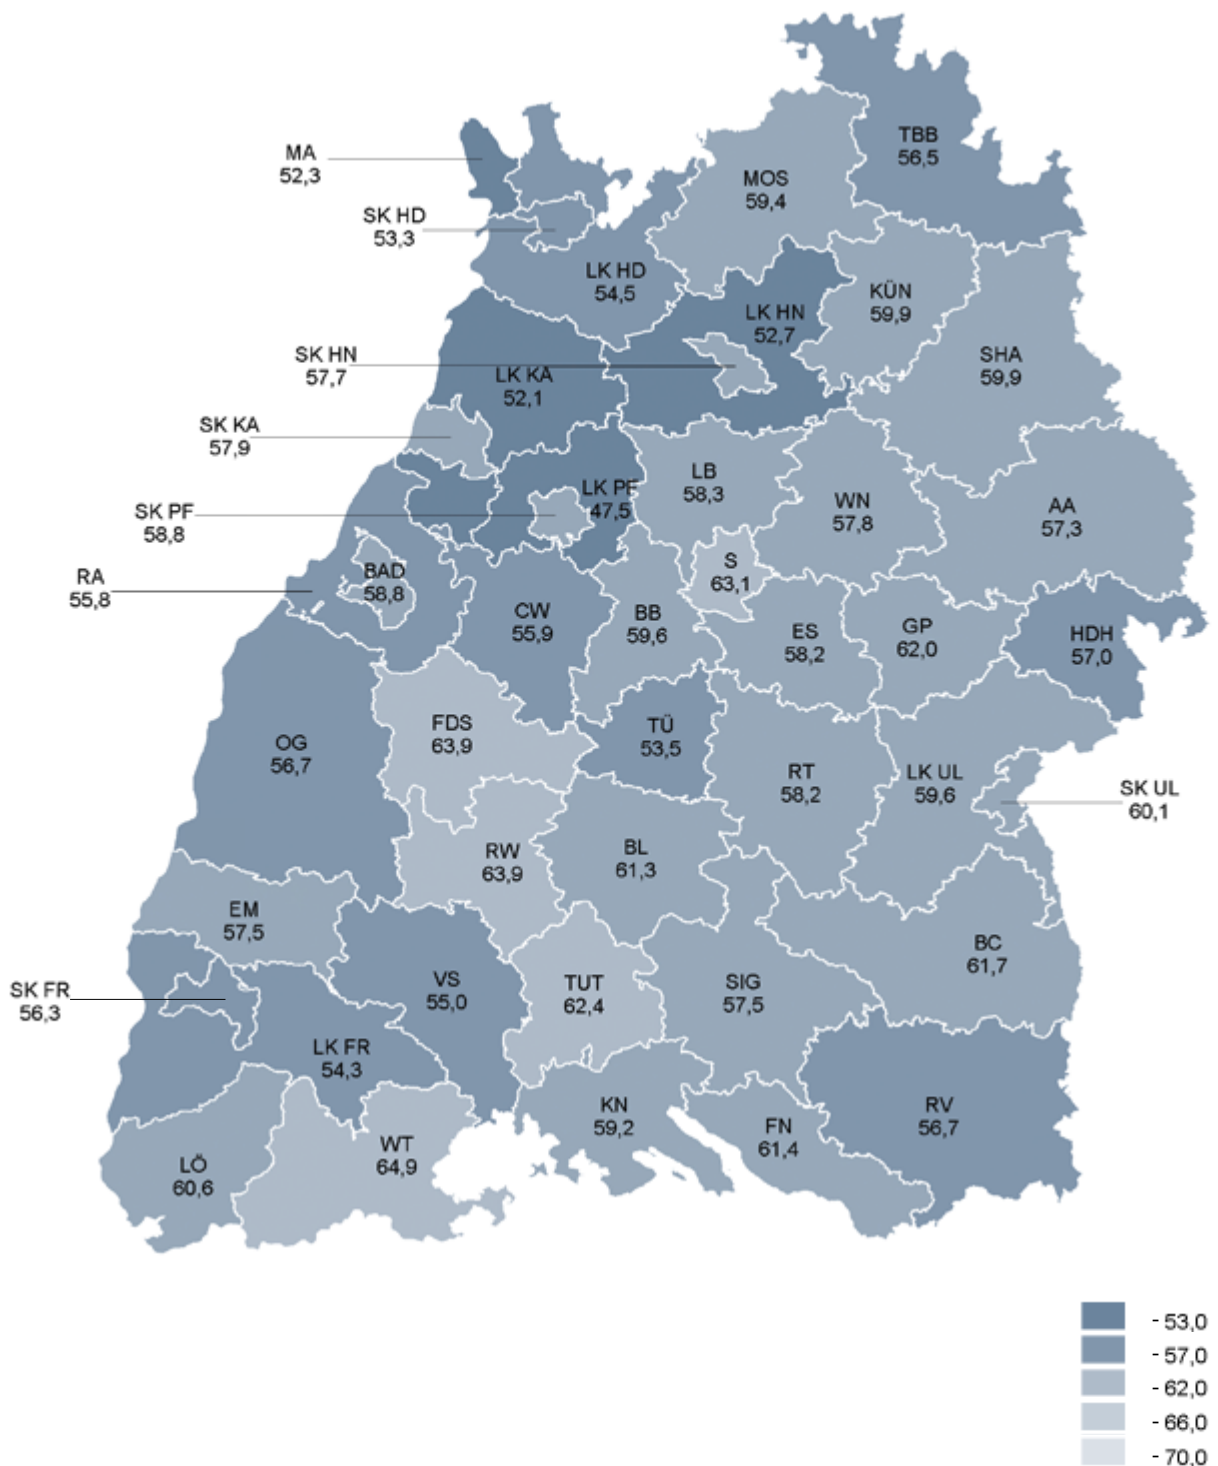 TBB
56,5
MA
52,3
MOS
59,4
SK HD
53,3
LK HD
54,5
KÜN
59,9
LK HN
52,7
SK HN
57,7
SHA
59,9
LK KA
52,1
SK KA
57,9
LB
58,3
LK PF
47,5
WN
57,8
AA
57,3
SK PF
58,8
S
63,1
RA
55,8
BAD
58,8
CW
55,9
BB
59,6
ES
58,2
GP
62,0
HDH
57,0
FDS
63,9
TÜ
53,5
OG
56,7
RT
58,2
LK UL
59,6
SK UL
60,1
RW
63,9
BL
61,3
EM
57,5
BC
61,7
VS
55,0
TUT
62,4
SIG
57,5
SK FR
56,3
LK FR
54,3
KN
59,2
FN
61,4
RV
56,7
WT
64,9
LÖ
60,6
- 53,0
- 57,0
- 62,0
- 66,0
- 70,0